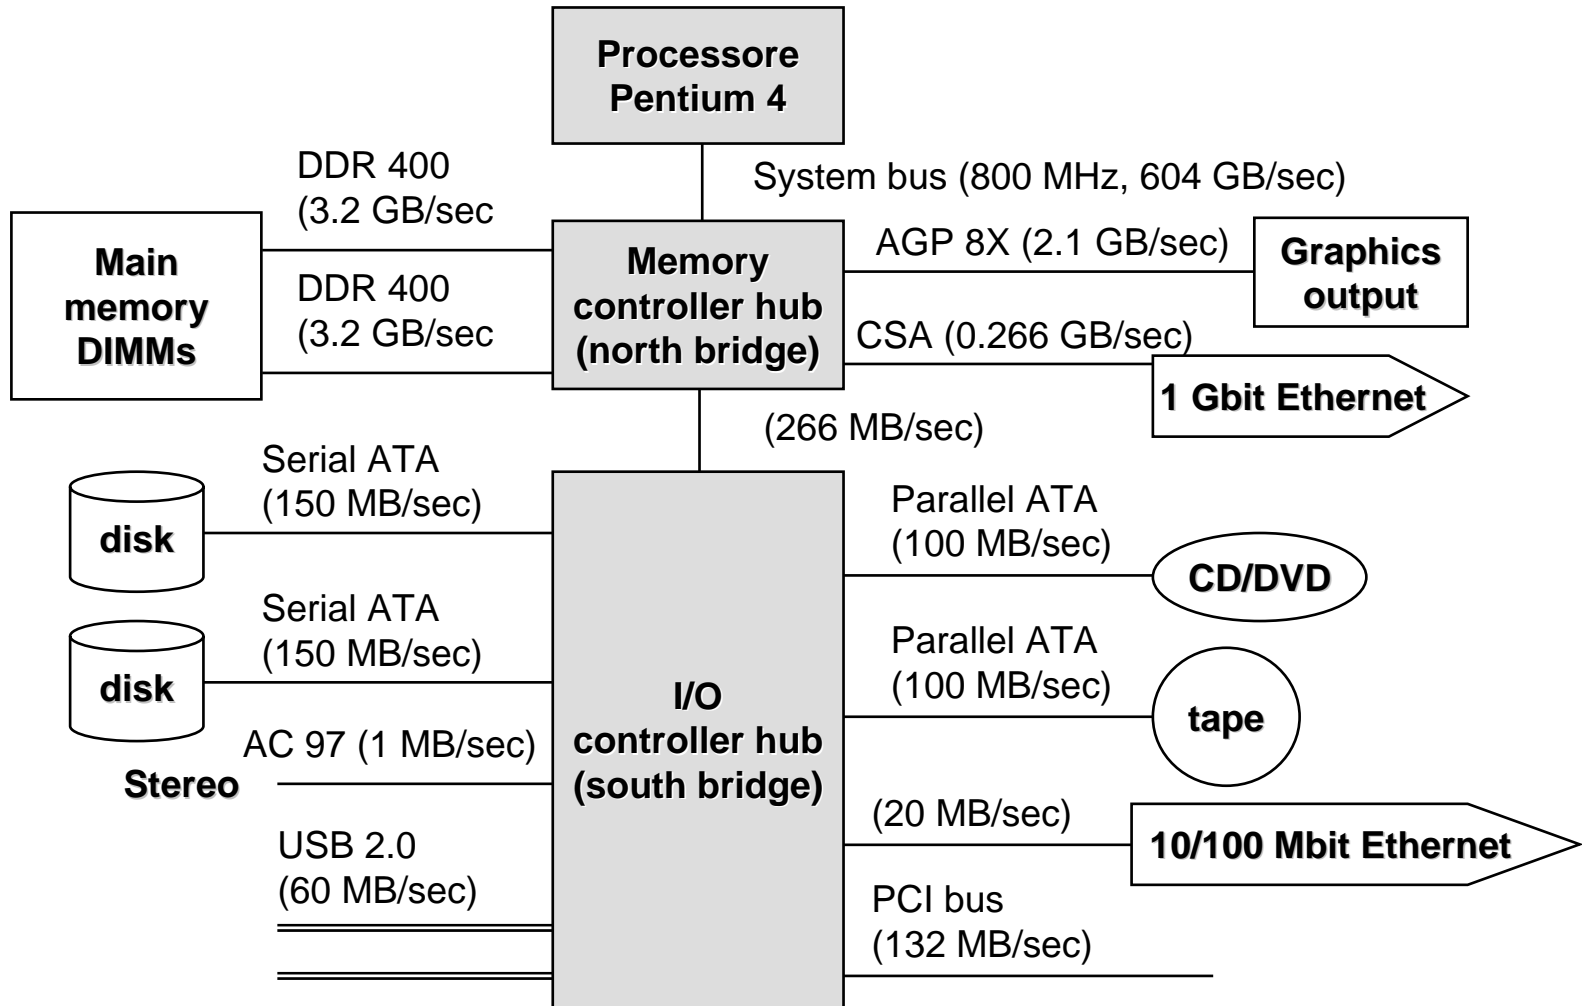 Processore
Pentium 4
DDR 400
(3.2 GB/sec
System bus (800 MHz, 604 GB/sec)
Main
memory
DIMMs
DDR 400
(3.2 GB/sec
Memory
controller hub
(north bridge)
AGP 8X (2.1 GB/sec)
Graphics
output
CSA (0.266 GB/sec)
1 Gbit Ethernet
(266 MB/sec)
Serial ATA
(150 MB/sec)
disk
Parallel ATA
(100 MB/sec)
CD/DVD
Serial ATA
(150 MB/sec)
disk
Parallel ATA
(100 MB/sec)
tape
I/O
controller hub
(south bridge)
AC 97 (1 MB/sec)
Stereo
(20 MB/sec)
10/100 Mbit Ethernet
USB 2.0
(60 MB/sec)
PCI bus
(132 MB/sec)